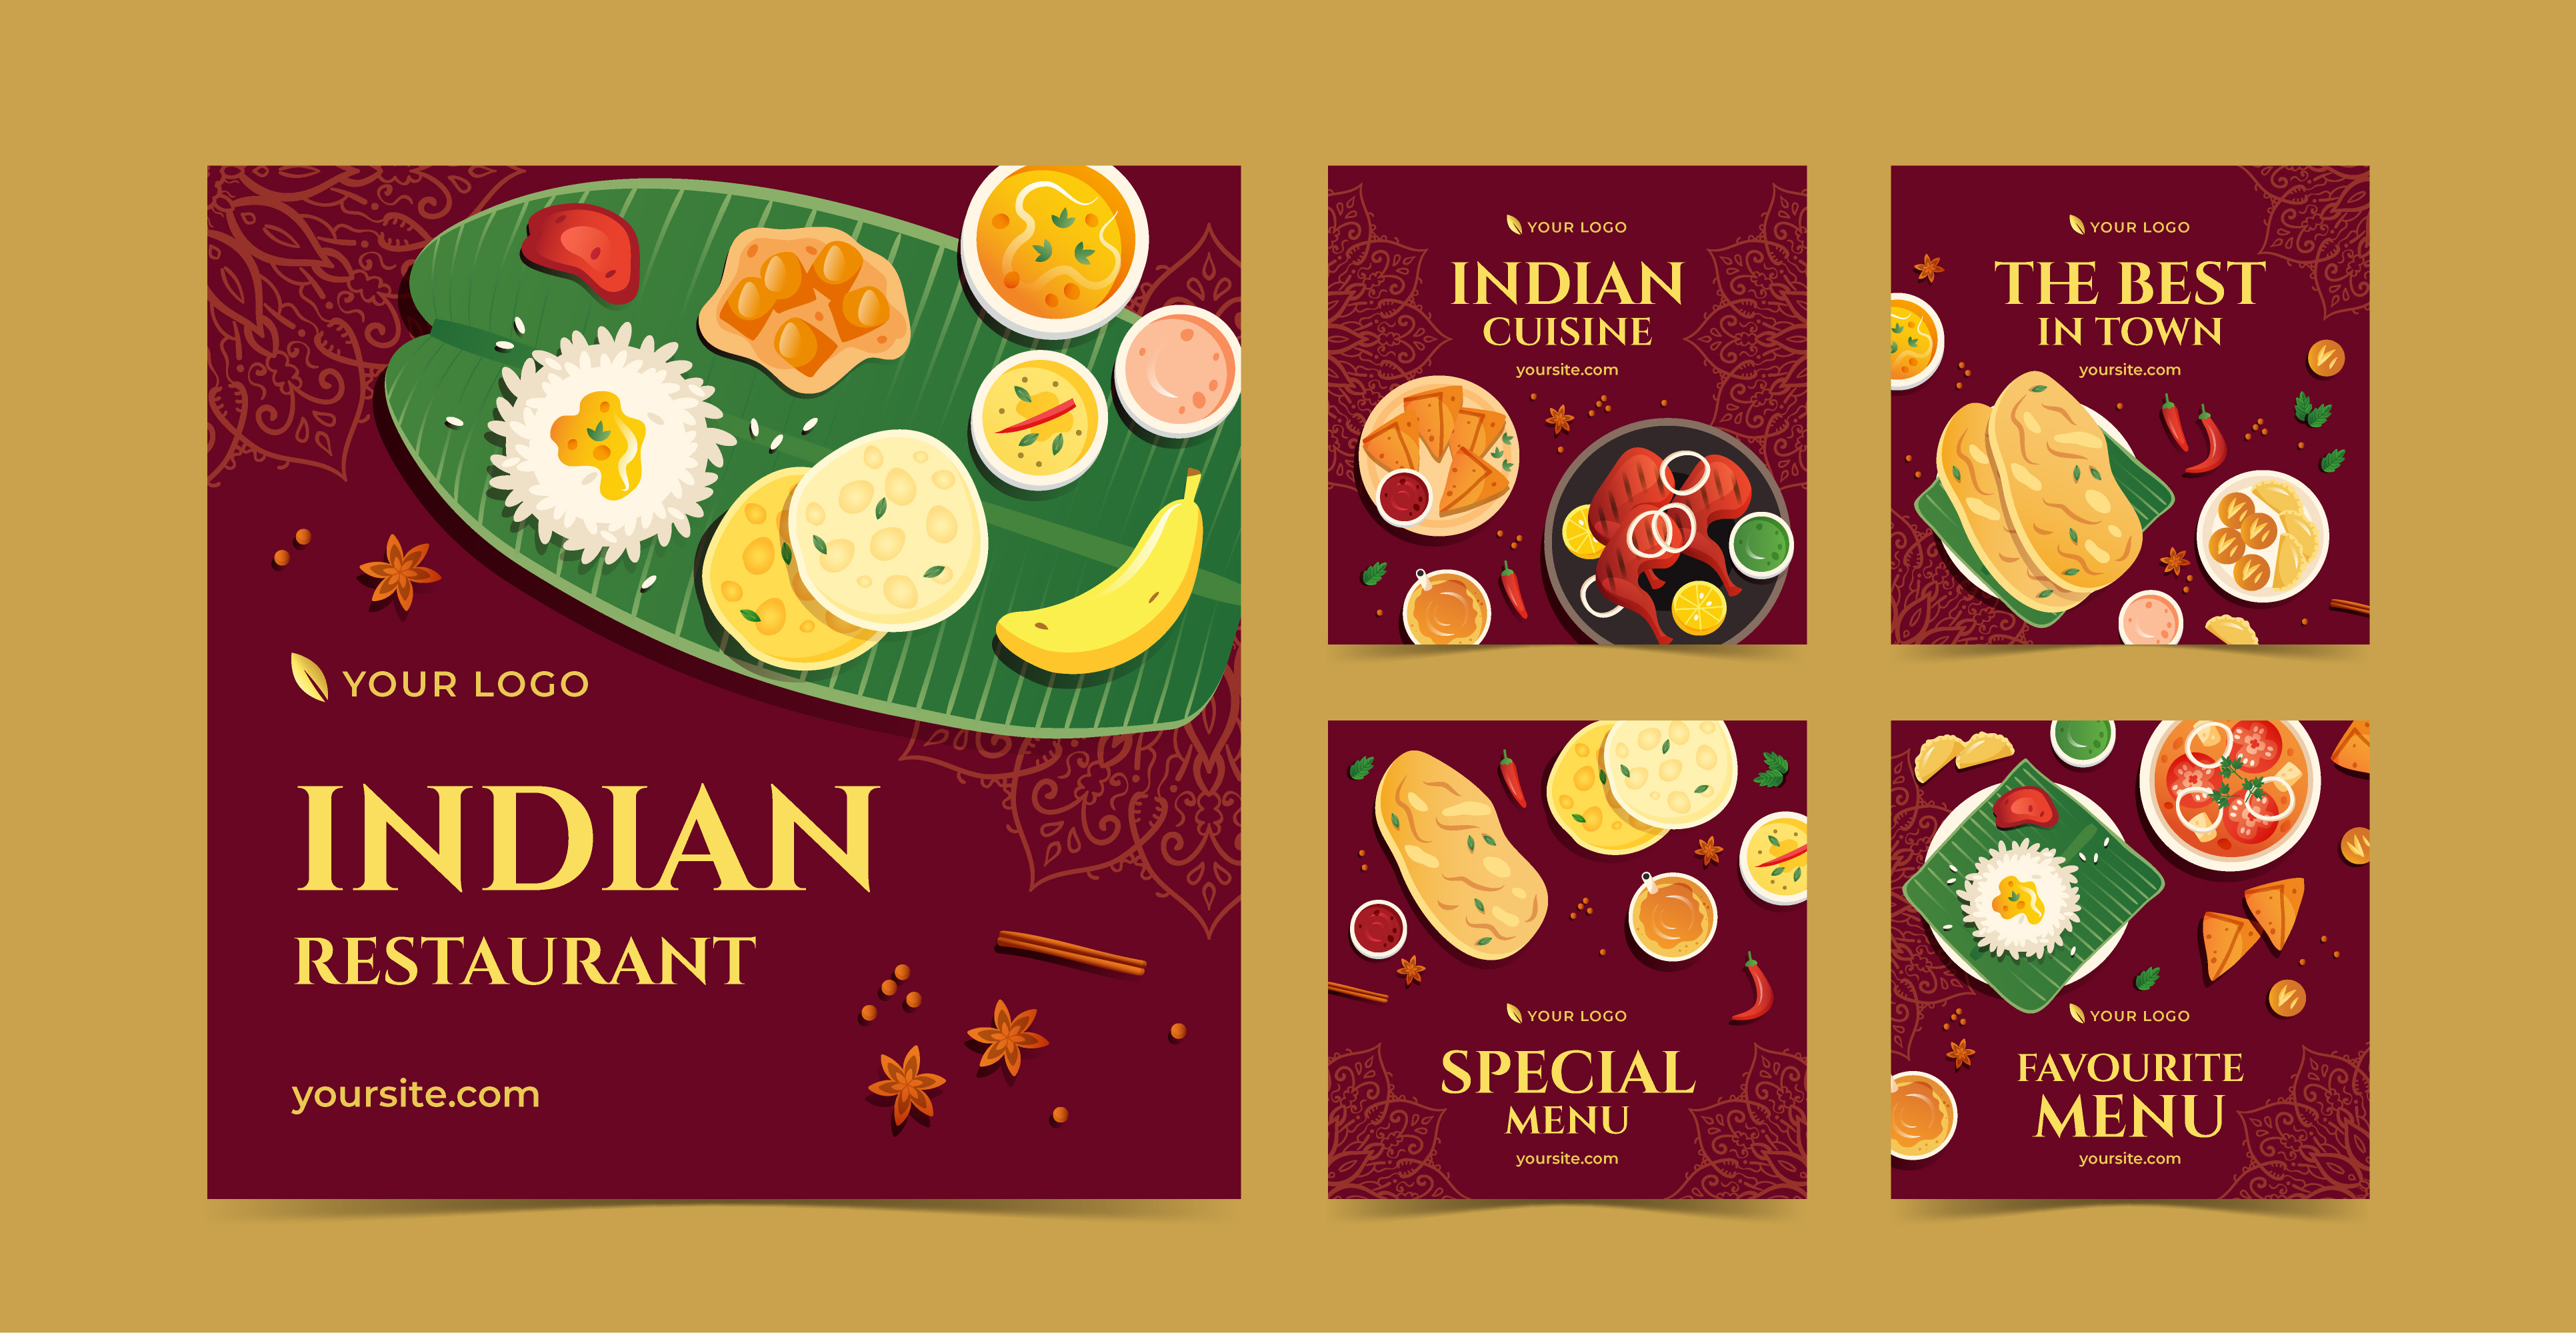 YOUR LOGO
INDIAN
RESTAURANT
yoursite.com
YOUR LOGO
INDIAN
CUISINE
yoursite.com
YOUR LOGO
THE BEST
IN TOWN
yoursite.com
YOUR LOGO
SPECIAL
MENU
yoursite.com
YOUR LOGO
FAVOURITE
MENU
yoursite.com